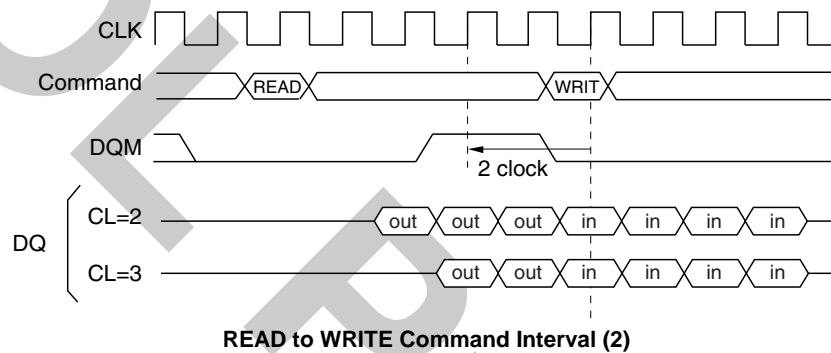 CLK
Command READ WRIT
DQM
2 clock
DQ
CL=2 out out out in in in in
CL=3 out out in in in in
READ to WRITE Command Interval (2)